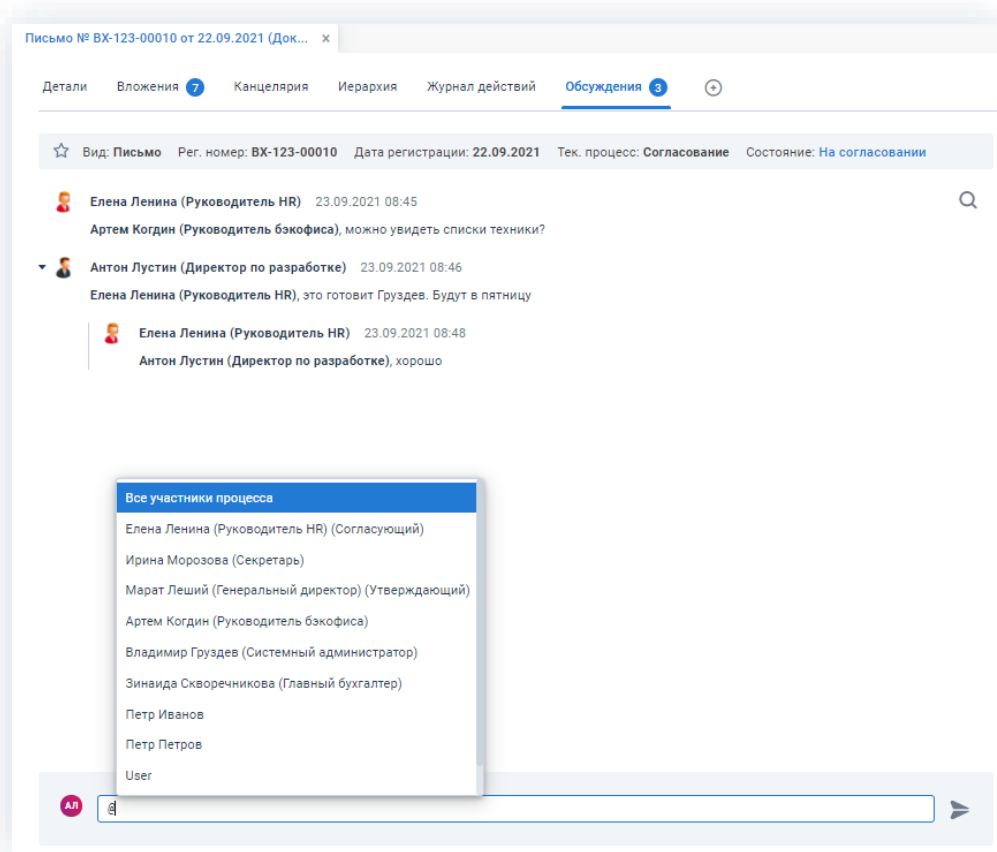 Письмо № ВХ-123-00010 от 22.09.2021 (Док... ×
Детали Вложения 7 Канцелярия Иерархия Журнал действий Обсуждения 3
Вид: Письмо Рег. номер: ВХ-123-00010 Дата регистрации: 22.09.2021 Тек. процесс: Согласование Состояние: На согласовании
Елена Ленина (Руководитель HR) 23.09.2021 08:45
Артем Когдин (Руководитель бэкофиса), можно увидеть списки техники?
Антон Лустин (Директор по разработке) 23.09.2021 08:46
Елена Ленина (Руководитель HR), это готовит Груздев. Будут в пятницу
Елена Ленина (Руководитель HR) 23.09.2021 08:48
Антон Лустин (Директор по разработке), хорошо
Все участники процесса
Елена Ленина (Руководитель HR) (Согласующий)
Ирина Морозова (Секретарь)
Марат Леший (Генеральный директор) (Утверждающий)
Артем Когдин (Руководитель бэкофиса)
Владимир Груздев (Системный администратор)
Зинаида Скворечникова (Главный бухгалтер)
Петр Иванов
Петр Петров
User
АЛ @